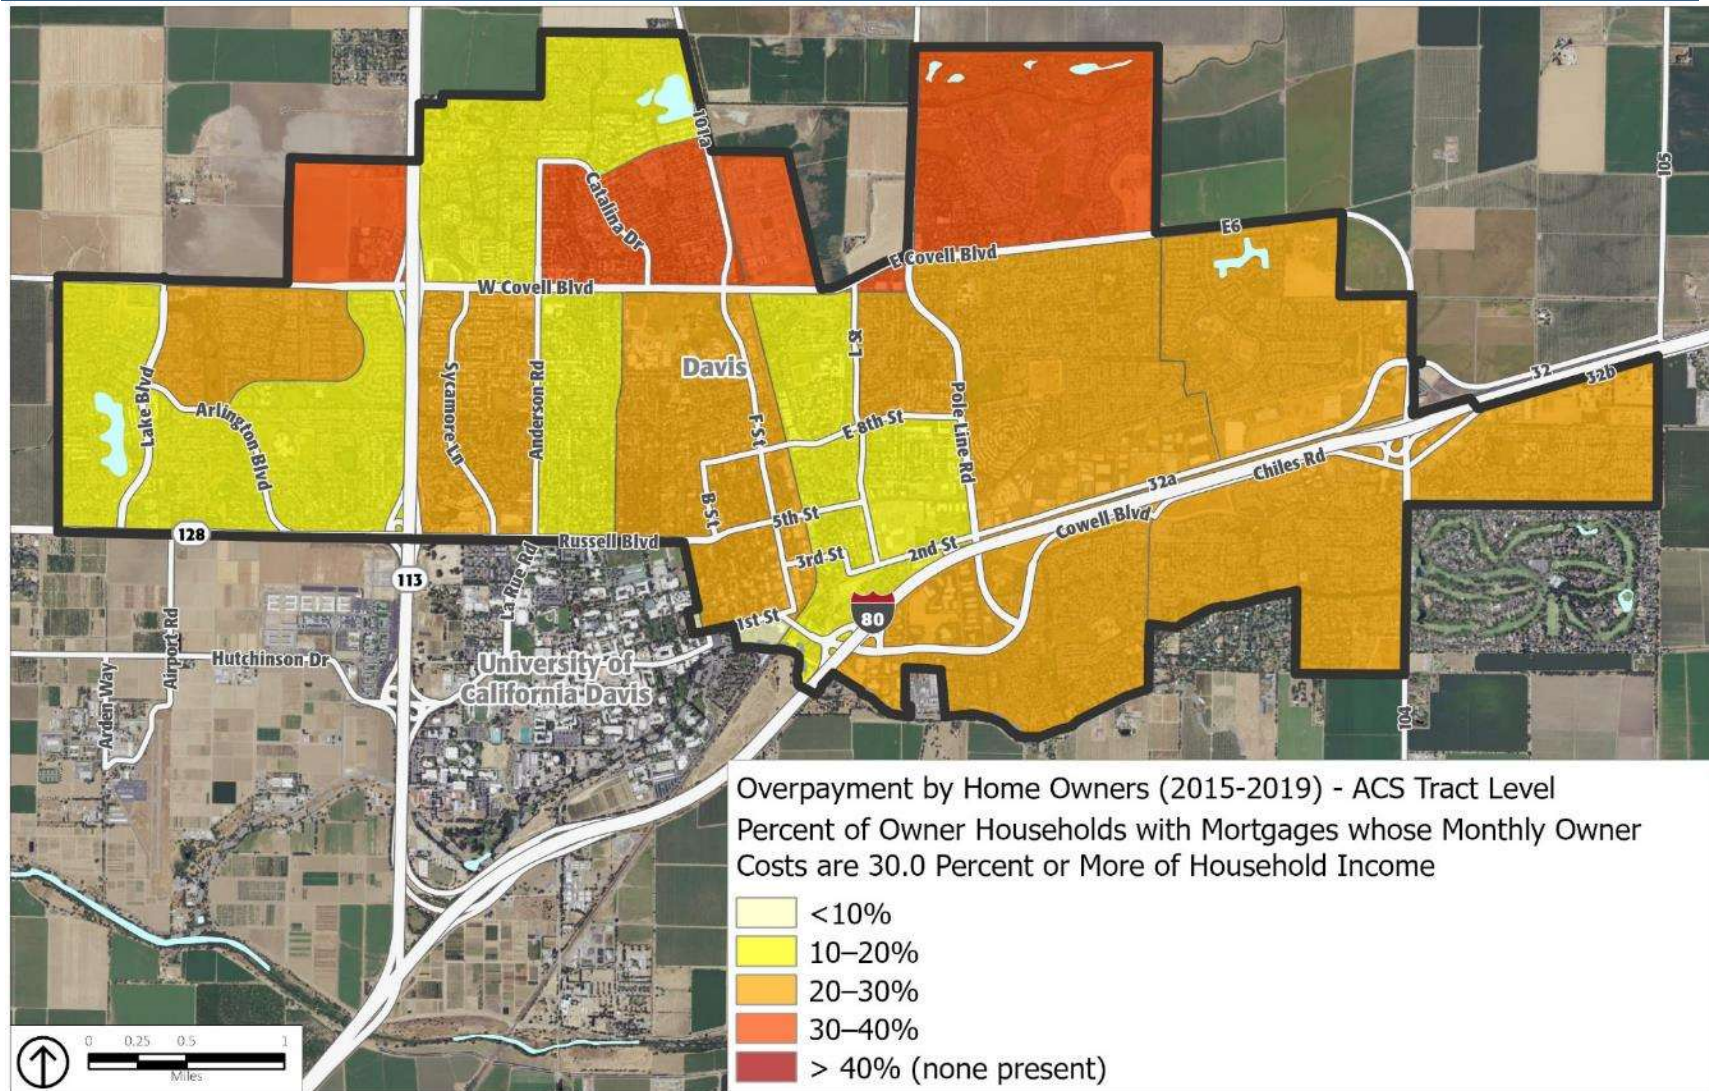 101a
105
Catalina Dr
E6
E Covell Blvd
W Covell Blvd
L St
Davis
32
32b
Lake Blvd
Sycamore Ln
Anderson Rd
Pole Line Rd
Arlington Blvd
F St
E 8th St
Chiles Rd
32a
B St
5th St
Cowell Blvd
128
Russell Blvd
3rd St
2nd St
113
La Rue Rd
1st St
80
Airport Rd
Hutchinson Dr
University of
California Davis
Arden Way
104
Overpayment by Home Owners (2015-2019) - ACS Tract Level
Percent of Owner Households with Mortgages whose Monthly Owner
Costs are 30.0 Percent or More of Household Income
<10%
10–20%
20–30%
30–40%
> 40% (none present)
0 0.25 0.5 1
Miles